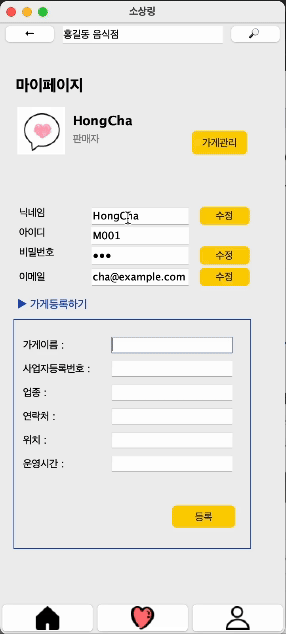 소상링
← 홍길동 음식점
마이페이지
HongCha
판매자
가게관리
닉네임 HongCha 수정
아이디 M001
비밀번호 ●●● 수정
이메일 cha@example.com 수정
▶ 가게등록하기
가게이름 :
사업자등록번호 :
업종 :
연락처 :
위치 :
운영시간 :
등록